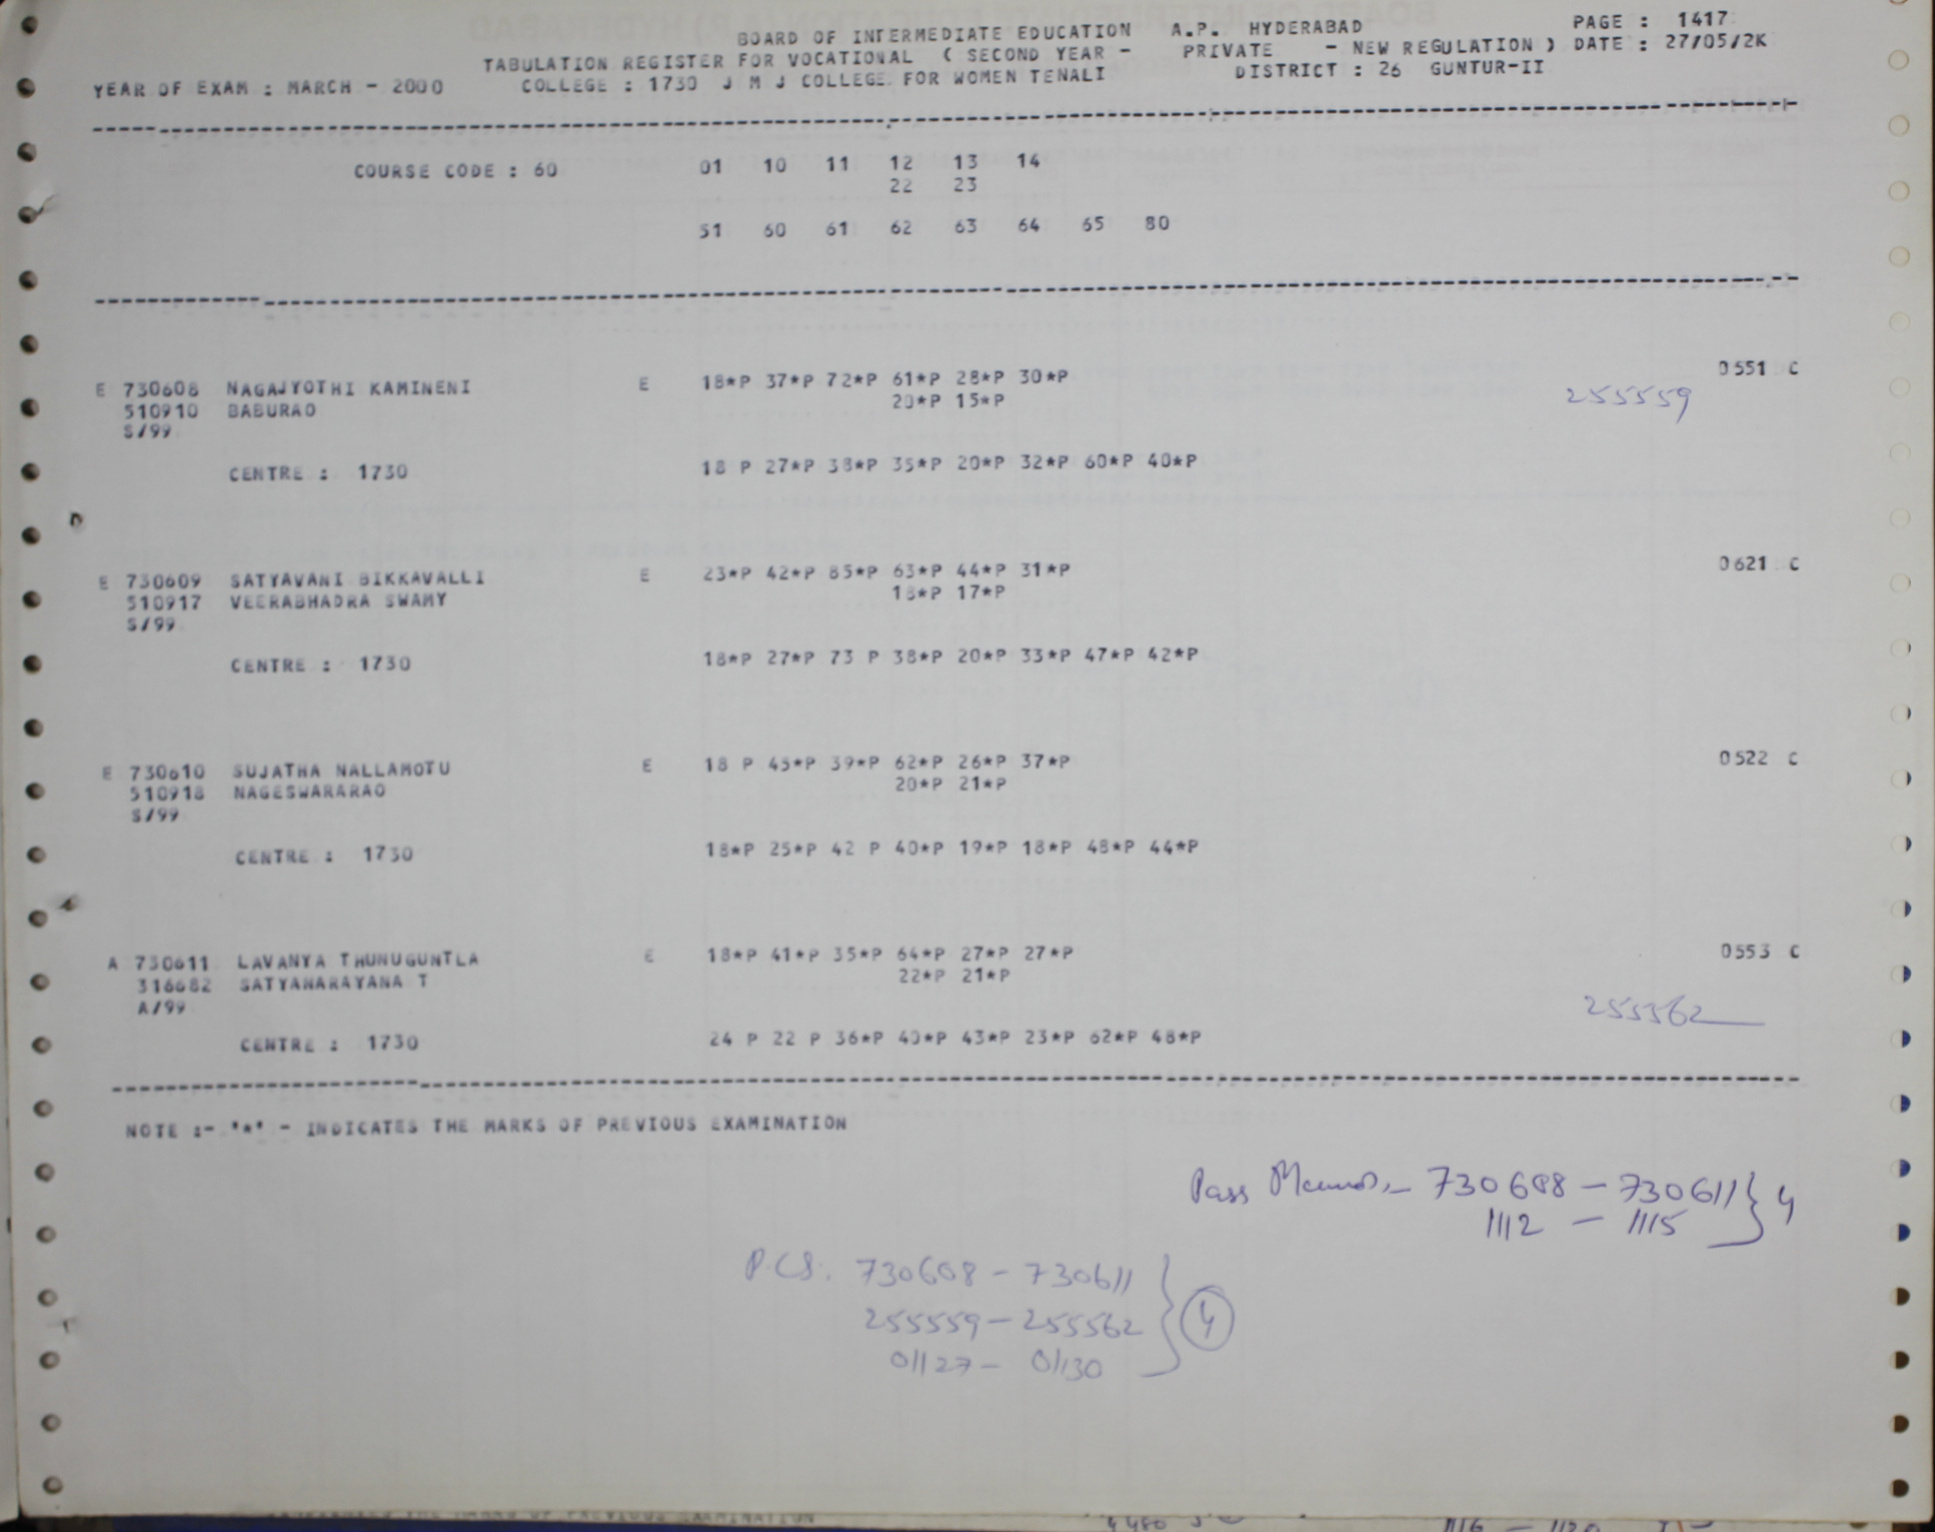 BOARD OF INTERMEDIATE EDUCATION A.P. HYDERABAD PAGE : 1417
TABULATION REGISTER FOR VOCATIONAL ( SECOND YEAR - PRIVATE - NEW REGULATION ) DATE : 27/05/2K
YEAR OF EXAM : MARCH - 2000 COLLEGE : 1730 J M J COLLEGE FOR WOMEN TENALI DISTRICT : 26 GUNTUR-II
COURSE CODE : 60 01 10 11 12 13 14
22 23
51 60 61 62 63 64 65 80
E 730608 NAGAJYOTHI KAMINENI E 18*P 37*P 72*P 61*P 28*P 30*P 0551 C
510910 BABURAO 20*P 15*P 255559
S/99
CENTRE : 1730 18 P 27*P 38*P 35*P 20*P 32*P 60*P 40*P
E 730609 SATYAVANI BIKKAVALLI E 23*P 42*P 85*P 63*P 44*P 31*P 0621 C
510917 VEERABHADRA SWAMY 18*P 17*P
S/99
CENTRE : 1730 18*P 27*P 73 P 38*P 20*P 33*P 47*P 42*P
E 730610 SUJATHA NALLAMOTU E 18 P 45*P 39*P 62*P 26*P 37*P 0522 C
510918 NAGESWARARAO 20*P 21*P
S/99
CENTRE : 1730 18*P 25*P 42 P 40*P 19*P 18*P 48*P 44*P
A 730611 LAVANYA THUNUGUNTLA E 18*P 41*P 35*P 64*P 27*P 27*P 0553 C
316682 SATYANARAYANA T 22*P 21*P
A/99 255562
CENTRE : 1730 24 P 22 P 36*P 40*P 43*P 23*P 62*P 48*P
NOTE :- '*' - INDICATES THE MARKS OF PREVIOUS EXAMINATION
Pass 730608 - 730611 } 4
1112 - 1115
P.C.S. 730608 - 730611
255559 - 255562 } 4
01127 - 01130